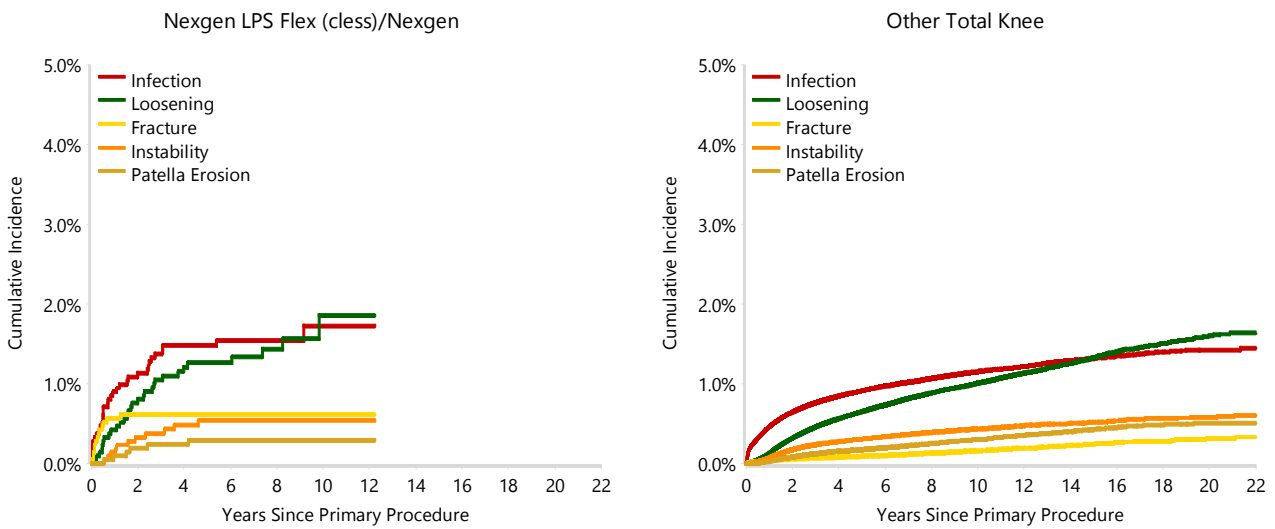 Nexgen LPS Flex (cless)/Nexgen
5.0%
4.0%
3.0%
2.0%
1.0%
0.0%
Cumulative Incidence
Infection
Loosening
Fracture
Instability
Patella Erosion
0 2 4 6 8 10 12 14 16 18 20 22
Years Since Primary Procedure
Other Total Knee
5.0%
4.0%
3.0%
2.0%
1.0%
0.0%
Cumulative Incidence
Infection
Loosening
Fracture
Instability
Patella Erosion
0 2 4 6 8 10 12 14 16 18 20 22
Years Since Primary Procedure